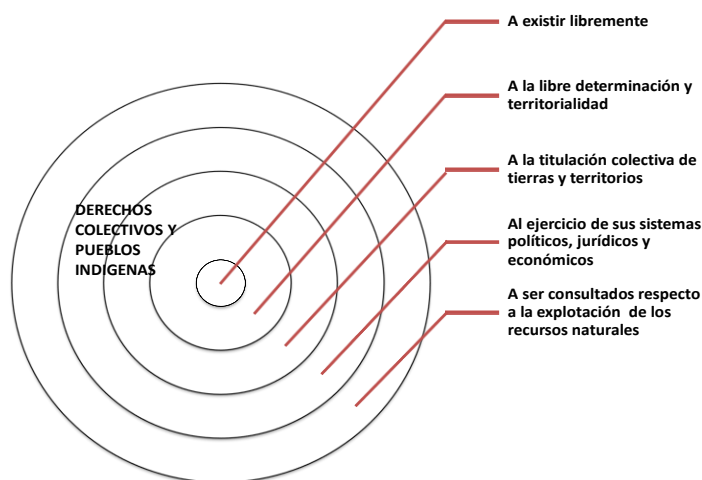 A existir libremente
A la libre determinación y
territorialidad
A la titulación colectiva de
tierras y territorios
DERECHOS
COLECTIVOS Y
PUEBLOS
INDIGENAS
Al ejercicio de sus sistemas
políticos, jurídicos y
económicos
A ser consultados respecto
a la explotación  de los
recursos naturales